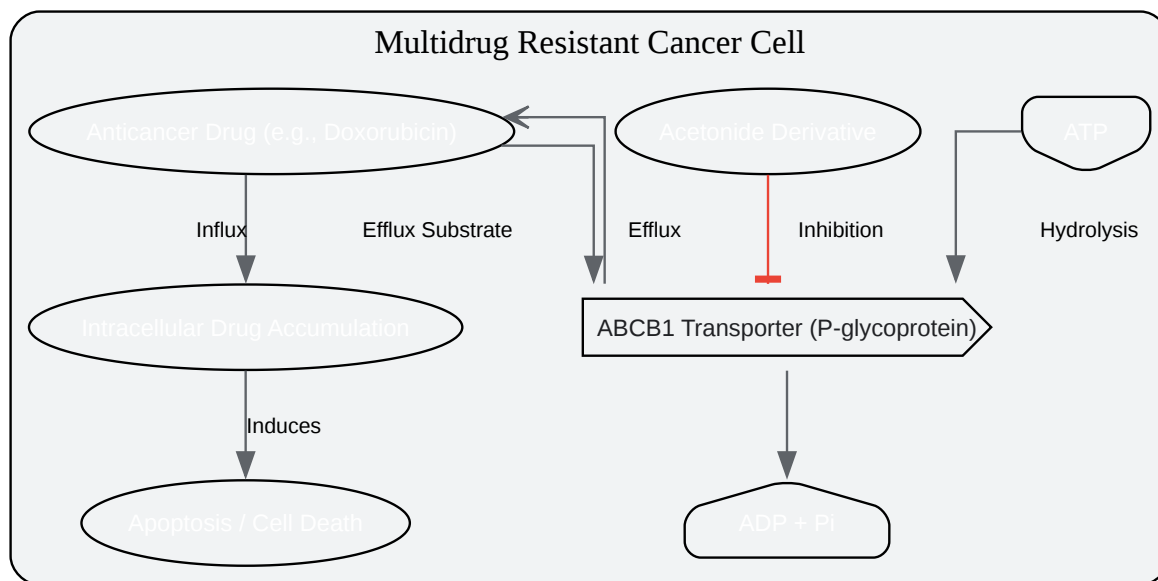 Multidrug Resistant Cancer Cell
Anticancer Drug (e.g., Doxorubicin)
Acetonide Derivative
ATP
Influx
Efflux Substrate
Efflux
Inhibition
Hydrolysis
Intracellular Drug Accumulation
ABCB1 Transporter (P-glycoprotein)
Induces
Apoptosis / Cell Death
ADP + Pi